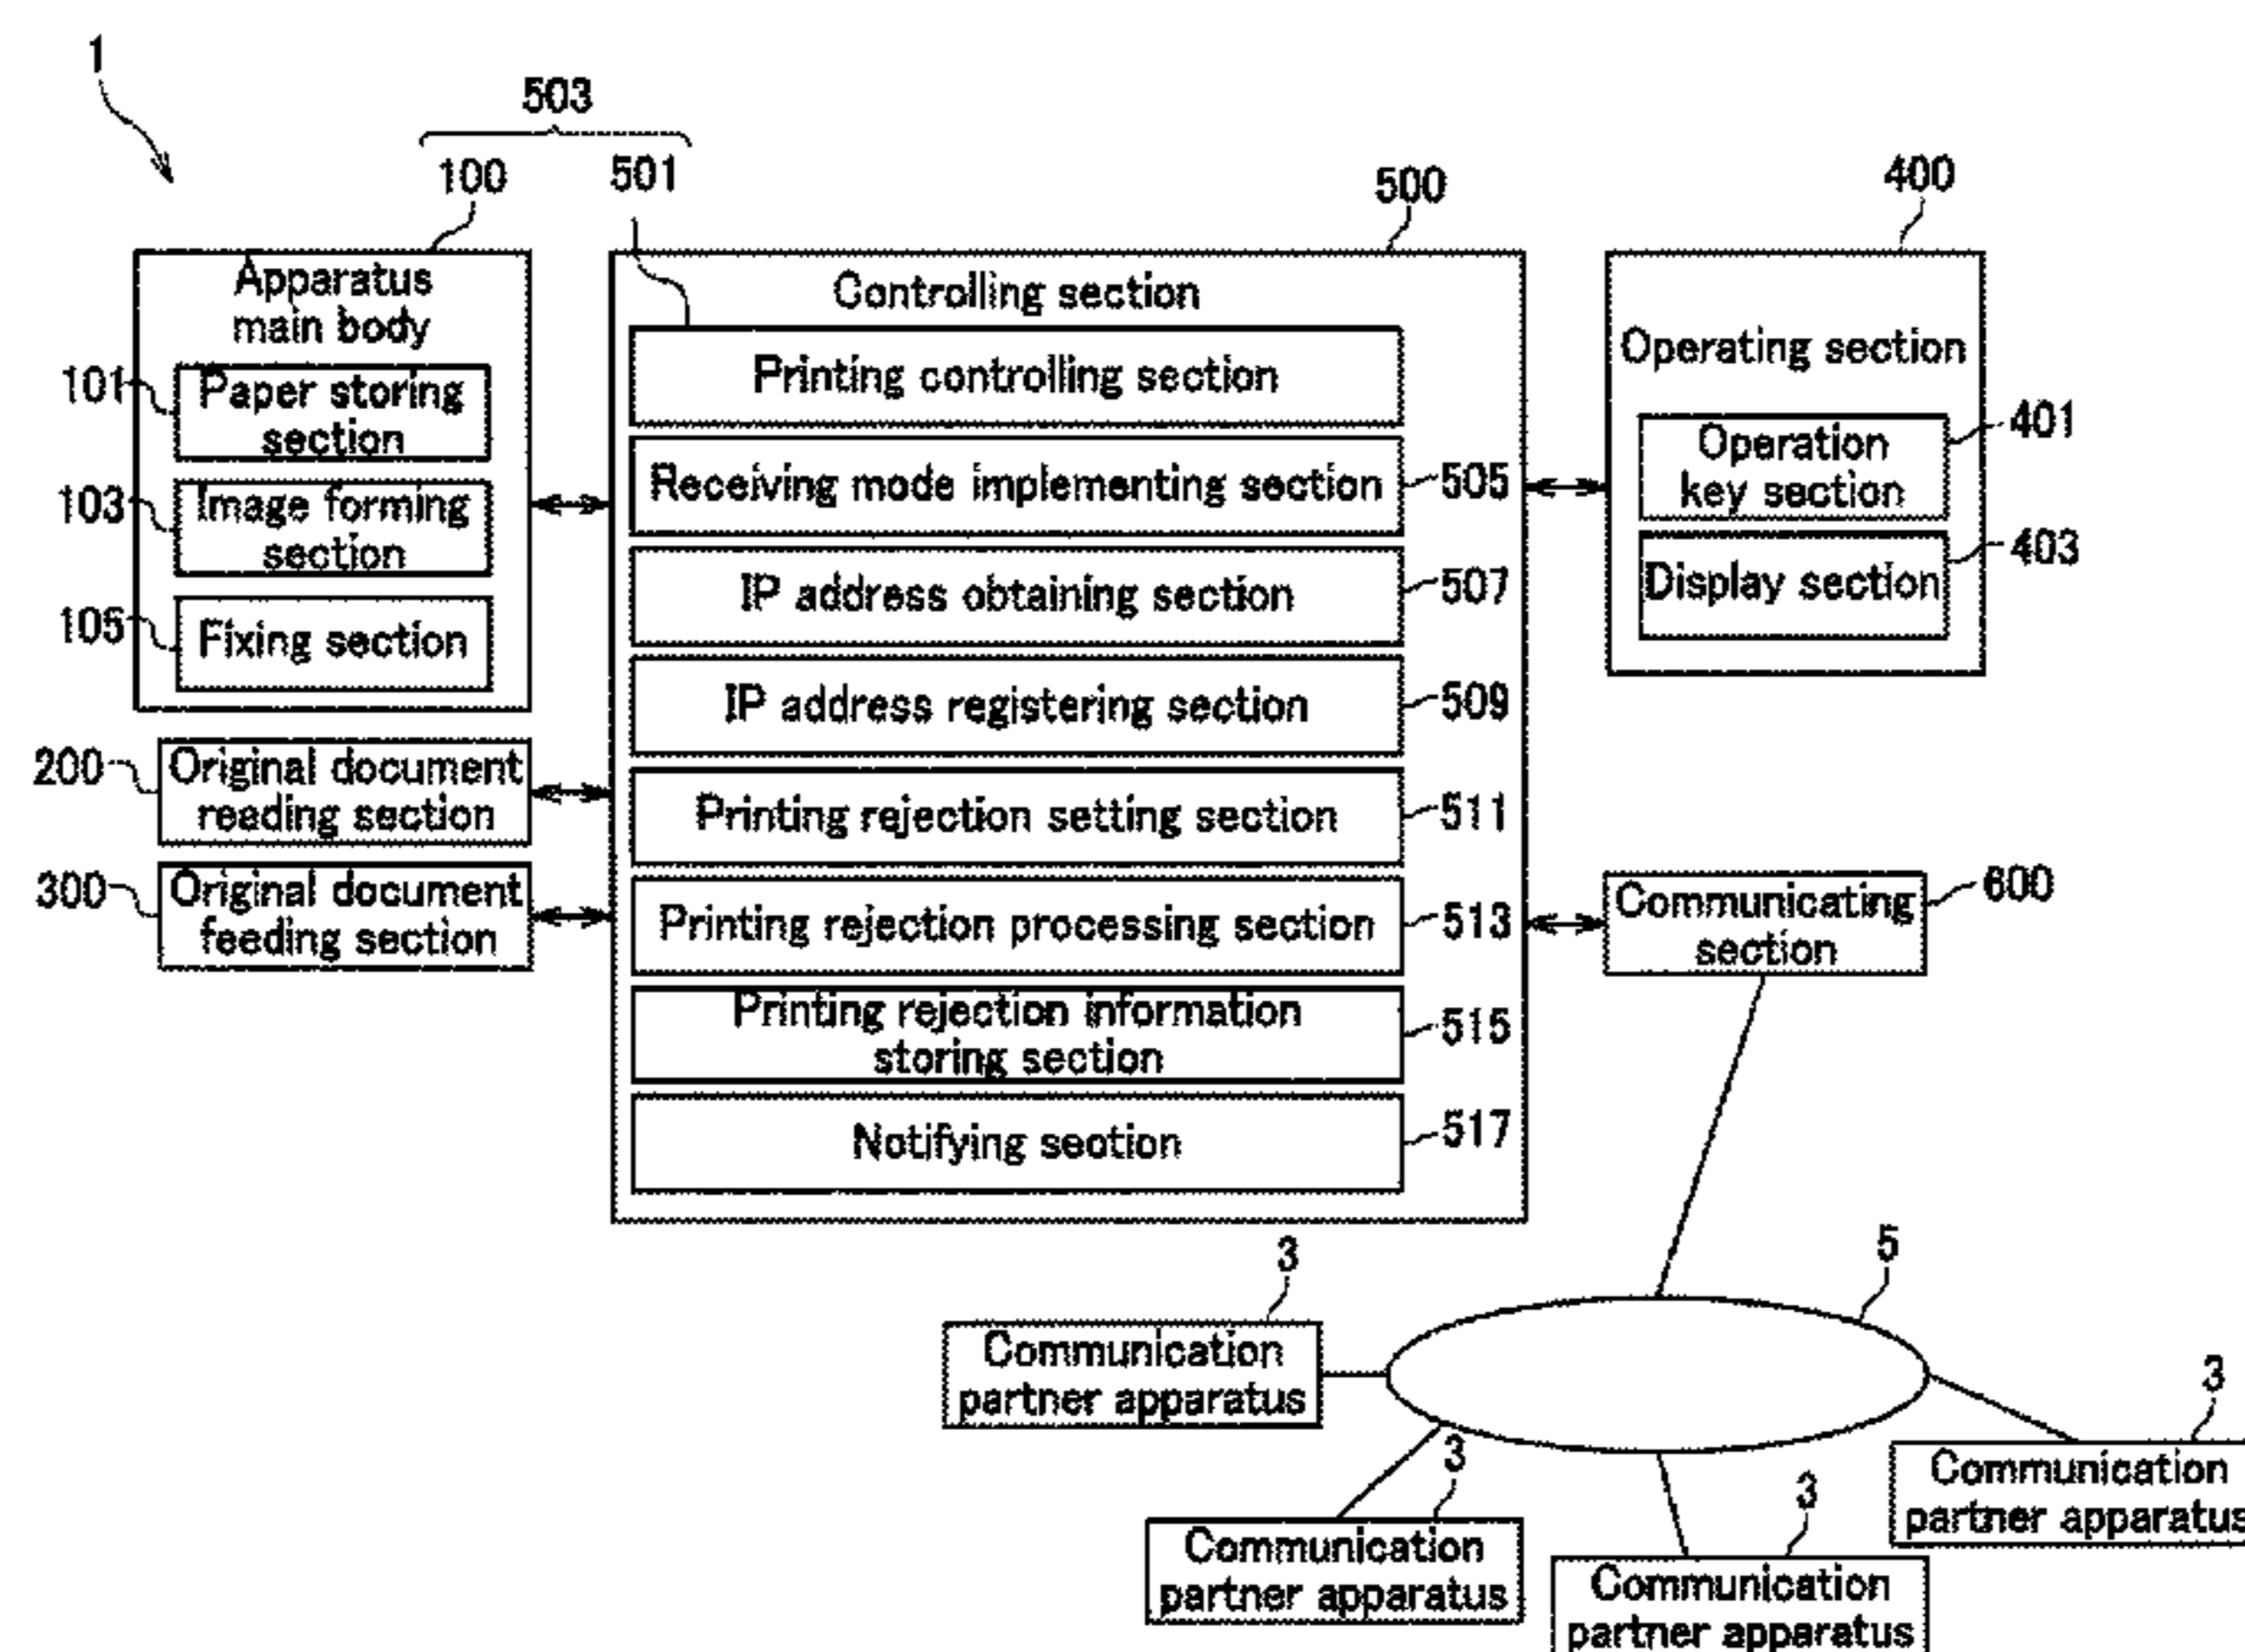 1
503
100
501
500
400
Apparatus
main body
101
Paper storing
section
103
Image forming
section
105
Fixing section
200
Original document
reading section
300
Original document
feeding section
Controlling section
Printing controlling section
Receiving mode implementing section
505
IP address obtaining section
507
IP address registering section
509
Printing rejection setting section
511
Printing rejection processing section
513
Printing rejection information
storing section
515
Notifying section
517
Operating section
Operation
key section
401
Display section
403
Communicating
section
600
5
3
Communication
partner apparatus
3
Communication
partner apparatus
3
Communication
partner apparatus
3
Communication
partner apparatus